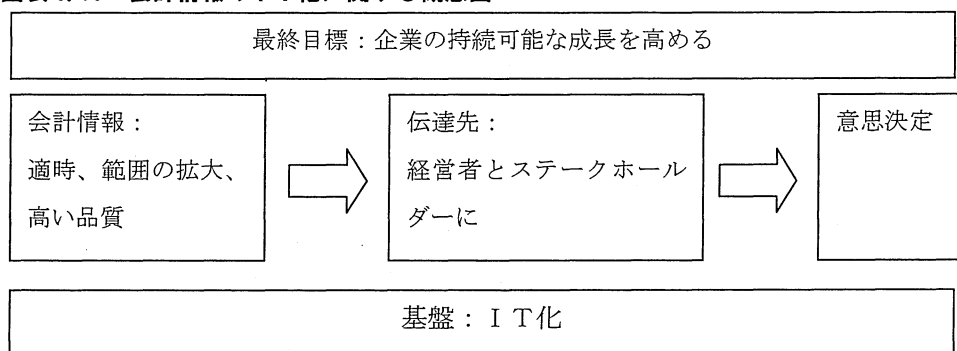 最終目標：企業の持続可能な成長を高める
会計情報：
適時、範囲の拡大、
高い品質
伝達先：
経営者とステークホール
ダーに
意思決定
基盤：ＩＴ化